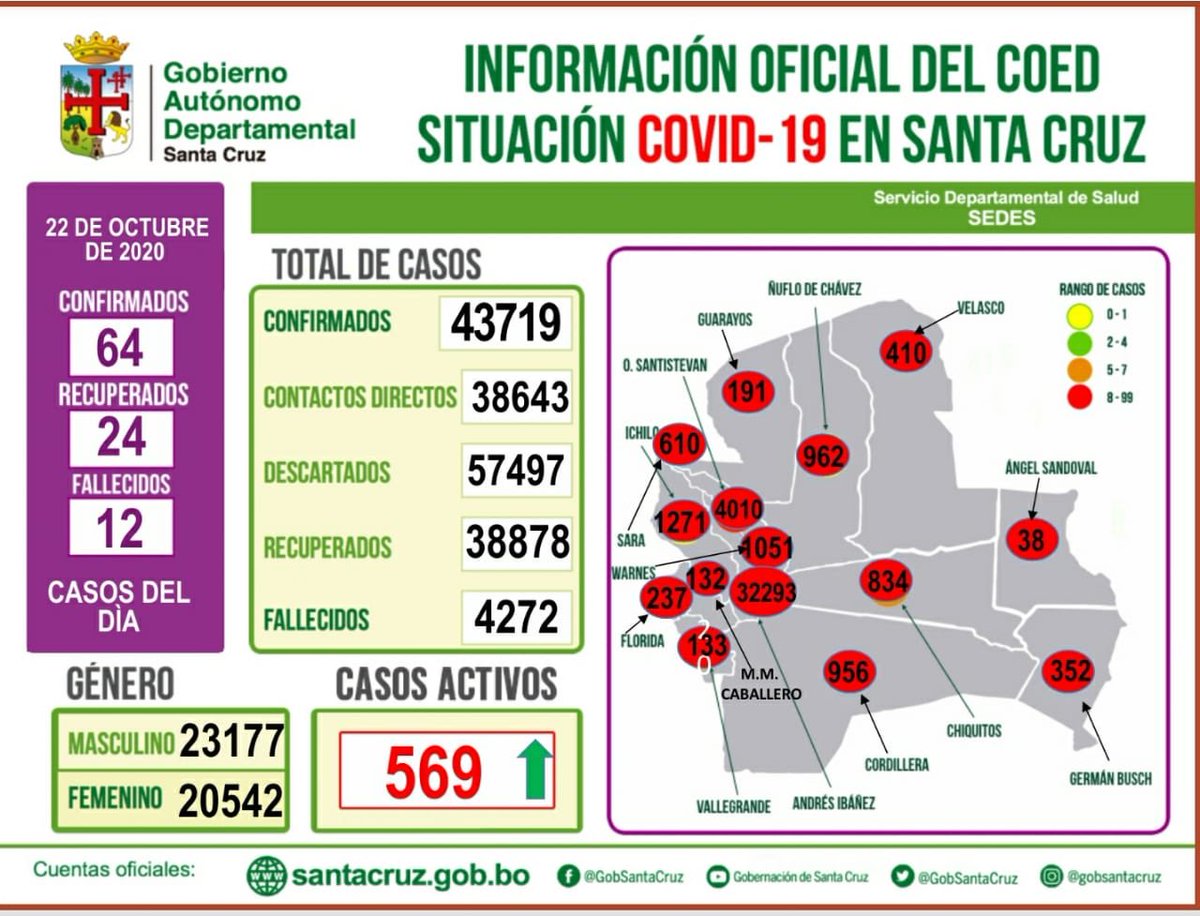 Gobierno
Autónomo
Departamental
Santa Cruz
INFORMACIÓN OFICIAL DEL COED
SITUACIÓN COVID-19 EN SANTA CRUZ
Servicio Departamental de Salud
SEDES
22 DE OCTUBRE
DE 2020
CONFIRMADOS
64
RECUPERADOS
24
FALLECIDOS
12
CASOS DEL
DÌA
TOTAL DE CASOS
CONFIRMADOS 43719
CONTACTOS DIRECTOS 38643
DESCARTADOS 57497
RECUPERADOS 38878
FALLECIDOS 4272
GÉNERO
MASCULINO 23177
FEMENINO 20542
CASOS ACTIVOS
569
ÑUFLO DE CHÁVEZ
VELASCO
GUARAYOS
O. SANTISTEVAN
ICHILO
RANGO DE CASOS
0 - 1
2 - 4
5 - 7
8 - 99
410
191
610
962
ÁNGEL SANDOVAL
4010
1271
SARA
1051
38
WARNES
132
32293
834
237
FLORIDA
133
20
M.M.
CABALLERO
956
352
CHIQUITOS
CORDILLERA
GERMÁN BUSCH
VALLEGRANDE
ANDRÉS IBÁÑEZ
Cuentas oficiales:
www
santacruz.gob.bo
@GobSantaCruz
Gobernación de Santa Cruz
@GobSantaCruz
@gobsantacruz